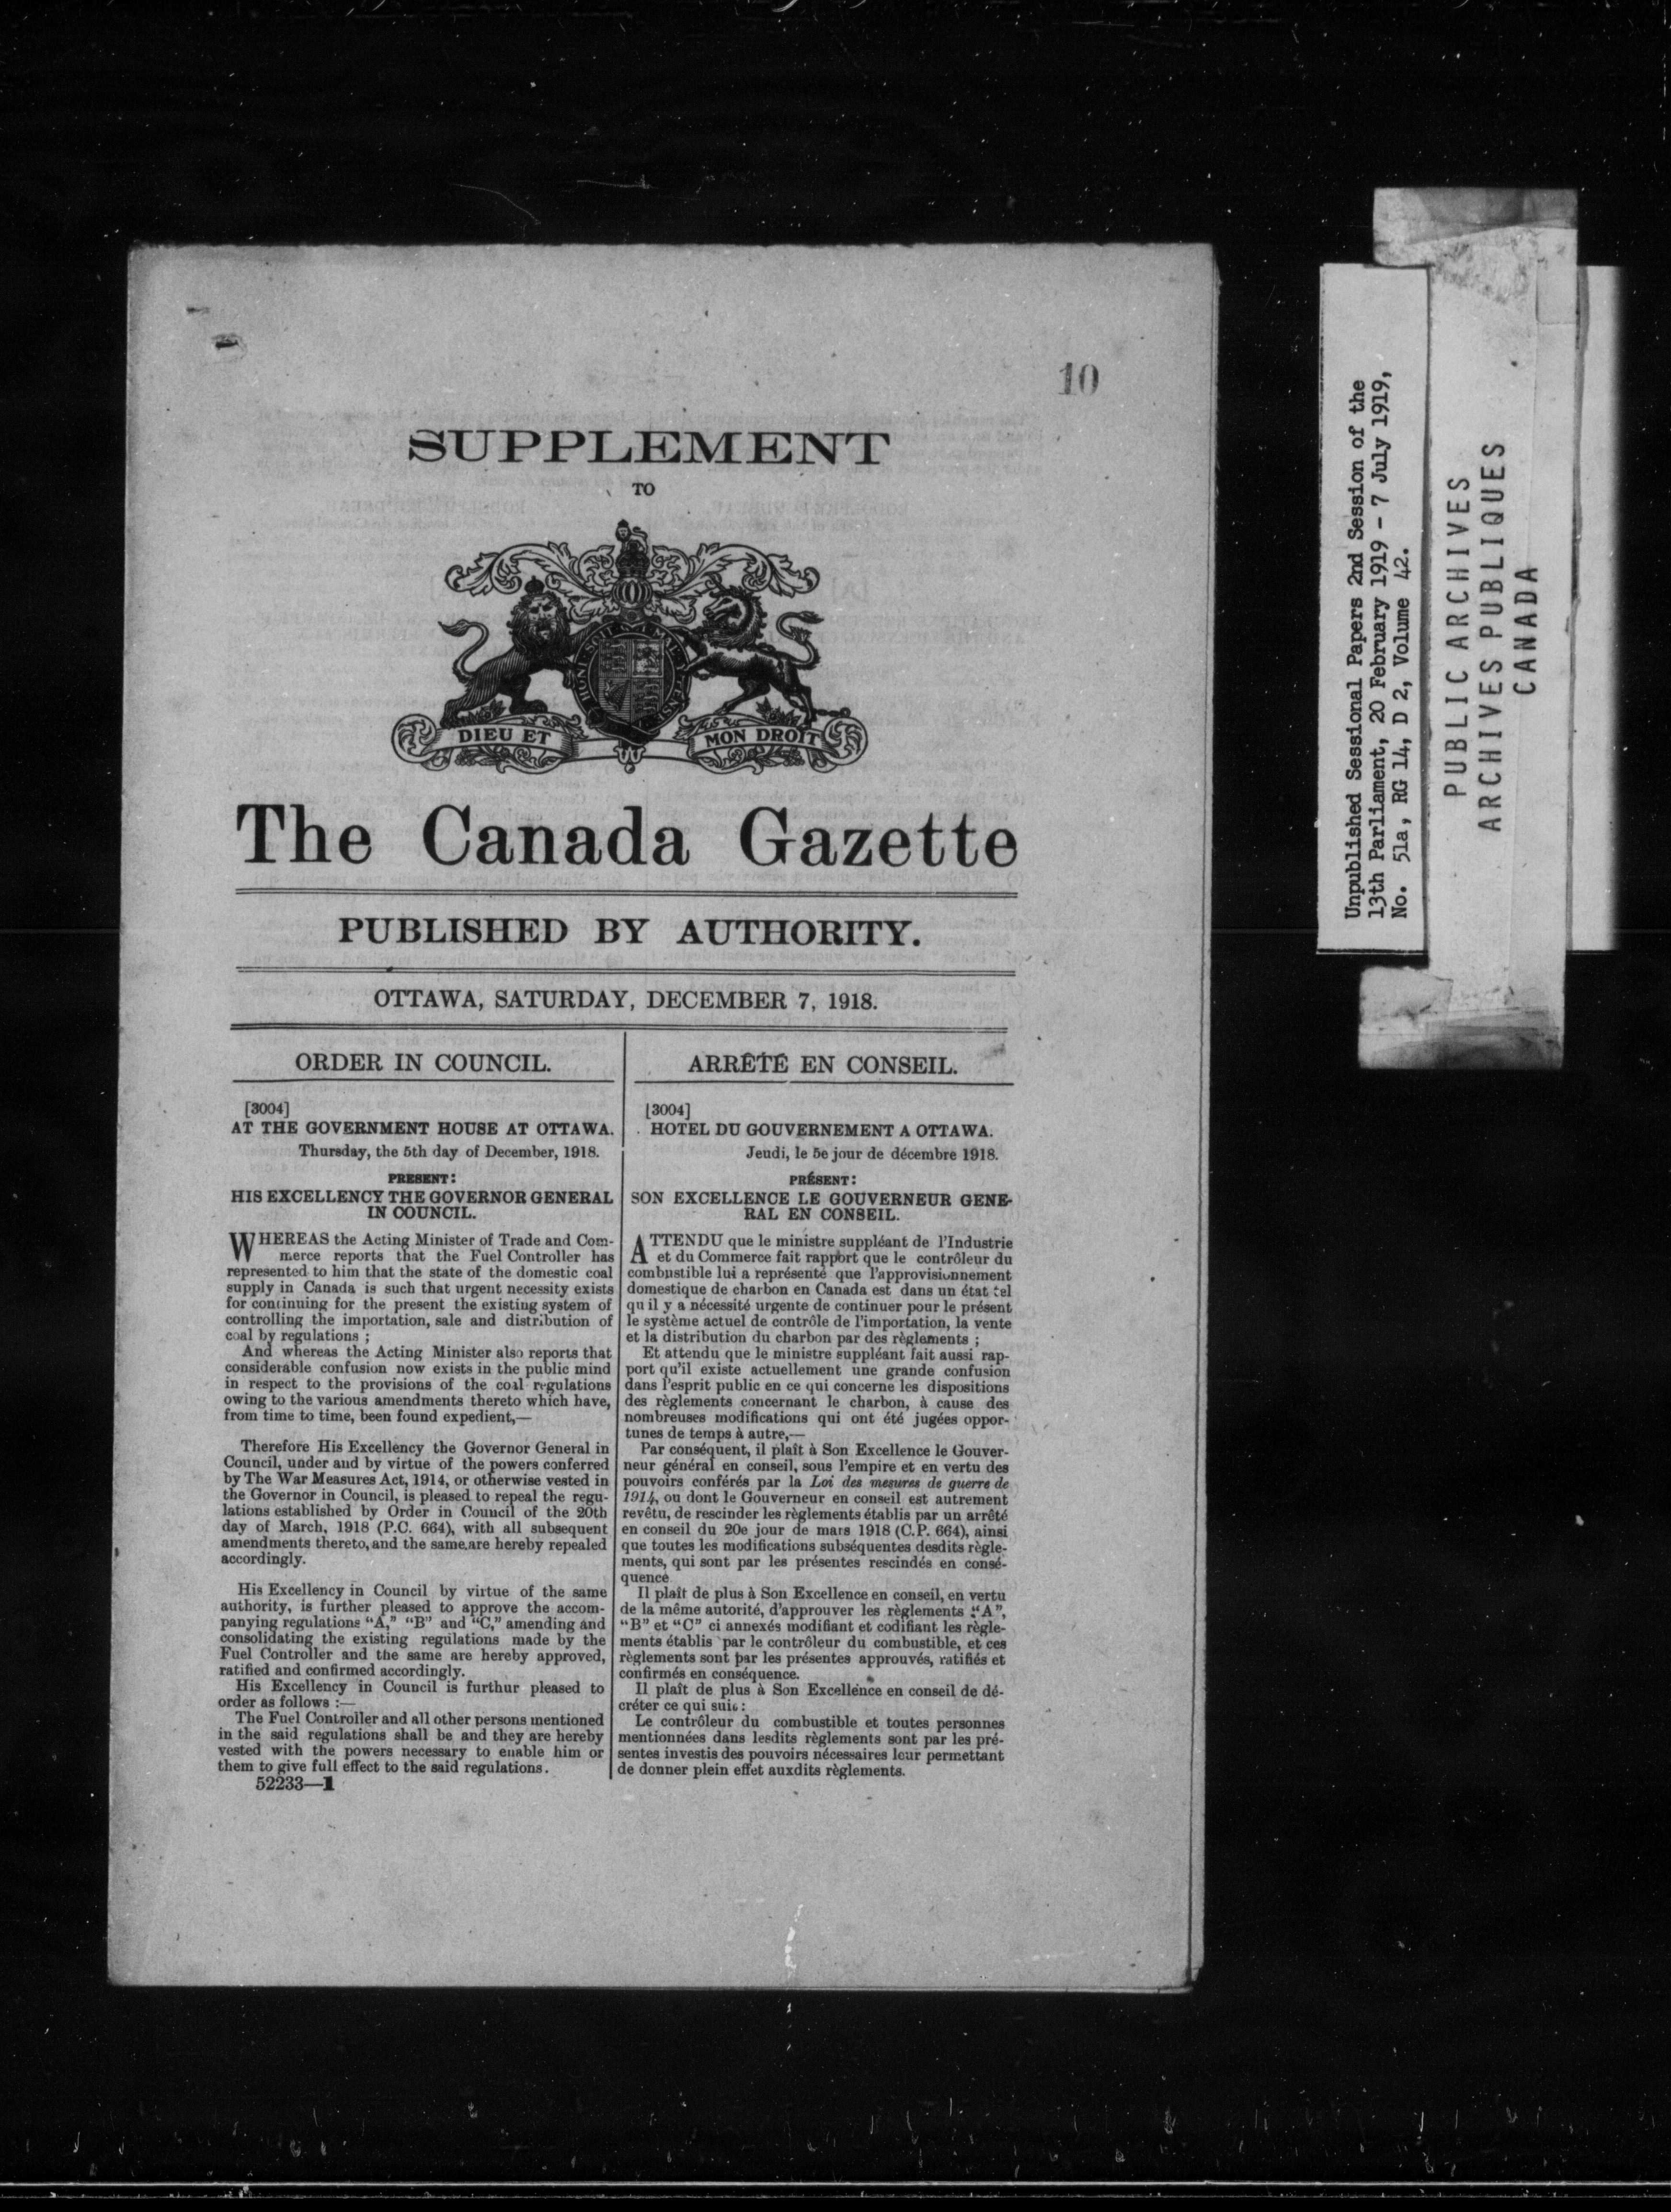 10
SUPPLEMENT
TO
HONI SOIT QUI MAL Y PENSE
DIEU ET MON DROIT
The Canada Gazette
PUBLISHED BY AUTHORITY.
OTTAWA, SATURDAY, DECEMBER 7, 1918.
ORDER IN COUNCIL.
[3004]
AT THE GOVERNMENT HOUSE AT OTTAWA.
Thursday, the 5th day of December, 1918.
PRESENT:
HIS EXCELLENCY THE GOVERNOR GENERAL
IN COUNCIL.
WHEREAS the Acting Minister of Trade and Com-
merce reports that the Fuel Controller has
represented to him that the state of the domestic coal
supply in Canada is such that urgent necessity exists
for continuing for the present the existing system of
controlling the importation, sale and distribution of
coal by regulations ;
And whereas the Acting Minister also reports that
considerable confusion now exists in the public mind
in respect to the provisions of the coal regulations
owing to the various amendments thereto which have,
from time to time, been found expedient,—
Therefore His Excellency the Governor General in
Council, under and by virtue of the powers conferred
by The War Measures Act, 1914, or otherwise vested in
the Governor in Council, is pleased to repeal the regu-
lations established by Order in Council of the 20th
day of March, 1918 (P.C. 664), with all subsequent
amendments thereto, and the same are hereby repealed
accordingly.
His Excellency in Council by virtue of the same
authority, is further pleased to approve the accom-
panying regulations “A,” “B” and “C,” amending and
consolidating the existing regulations made by the
Fuel Controller and the same are hereby approved,
ratified and confirmed accordingly.
His Excellency in Council is furthur pleased to
order as follows :—
The Fuel Controller and all other persons mentioned
in the said regulations shall be and they are hereby
vested with the powers necessary to enable him or
them to give full effect to the said regulations.
52233—1
ARRÊTÉ EN CONSEIL.
[3004]
HOTEL DU GOUVERNEMENT A OTTAWA.
Jeudi, le 5e jour de décembre 1918.
PRÉSENT:
SON EXCELLENCE LE GOUVERNEUR GENE-
RAL EN CONSEIL.
ATTENDU que le ministre suppléant de l'Industrie
et du Commerce fait rapport que le contrôleur du
combustible lui a représenté que l'approvisionnement
domestique de charbon en Canada est dans un état tel
qu'il y a nécessité urgente de continuer pour le présent
le système actuel de contrôle de l'importation, la vente
et la distribution du charbon par des règlements ;
Et attendu que le ministre suppléant fait aussi rap-
port qu'il existe actuellement une grande confusion
dans l'esprit public en ce qui concerne les dispositions
des règlements concernant le charbon, à cause des
nombreuses modifications qui ont été jugées oppor-
tunes de temps à autre,—
Par conséquent, il plaît à Son Excellence le Gouver-
neur général en conseil, sous l'empire et en vertu des
pouvoirs conférés par la Loi des mesures de guerre de
1914, ou dont le Gouverneur en conseil est autrement
revêtu, de rescinder les règlements établis par un arrêté
en conseil du 20e jour de mars 1918 (C.P. 664), ainsi
que toutes les modifications subséquentes desdits règle-
ments, qui sont par les présentes rescindés en consé-
quence
Il plaît de plus à Son Excellence en conseil, en vertu
de la même autorité, d'approuver les règlements “A”,
“B” et “C” ci annexés modifiant et codifiant les règle-
ments établis par le contrôleur du combustible, et ces
règlements sont par les présentes approuvés, ratifiés et
confirmés en conséquence.
Il plaît de plus à Son Excellence en conseil de dé-
créter ce qui suit :
Le contrôleur du combustible et toutes personnes
mentionnées dans lesdits règlements sont par les pré-
sentes investis des pouvoirs nécessaires leur permettant
de donner plein effet auxdits règlements.
Unpublished Sessional Papers 2nd Session of the
13th Parliament, 20 February 1919 - 7 July 1919,
No. 51a, RG 14, D 2, Volume 42.
PUBLIC ARCHIVES
ARCHIVES PUBLIQUES
CANADA